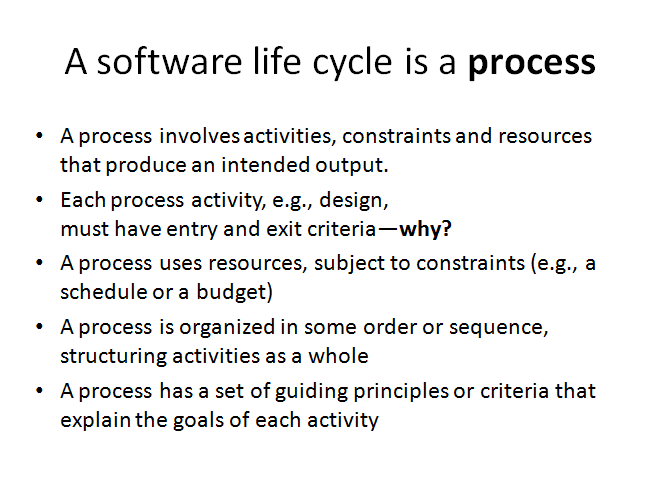 A software life cycle is a process
• A process involves activities, constraints and resources
that produce an intended output.
• Each process activity, e.g., design,
must have entry and exit criteria—why?
• A process uses resources, subject to constraints (e.g., a
schedule or a budget)
• A process is organized in some order or sequence,
structuring activities as a whole
• A process has a set of guiding principles or criteria that
explain the goals of each activity